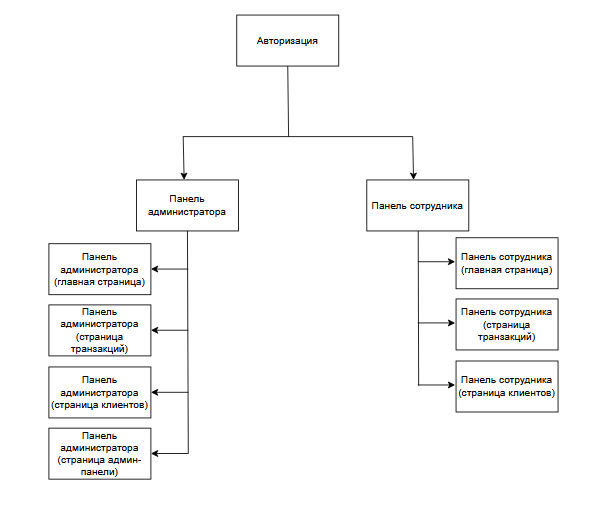 Авторизация
Панель
администратора
Панель сотрудника
Панель
администратора
(главная страница)
Панель
администратора
(страница
транзакций)
Панель
администратора
(страница клиентов)
Панель
администратора
(страница админ-
панели)
Панель сотрудника
(главная страница)
Панель сотрудника
(страница
транзакций)
Панель сотрудника
(страница клиентов)